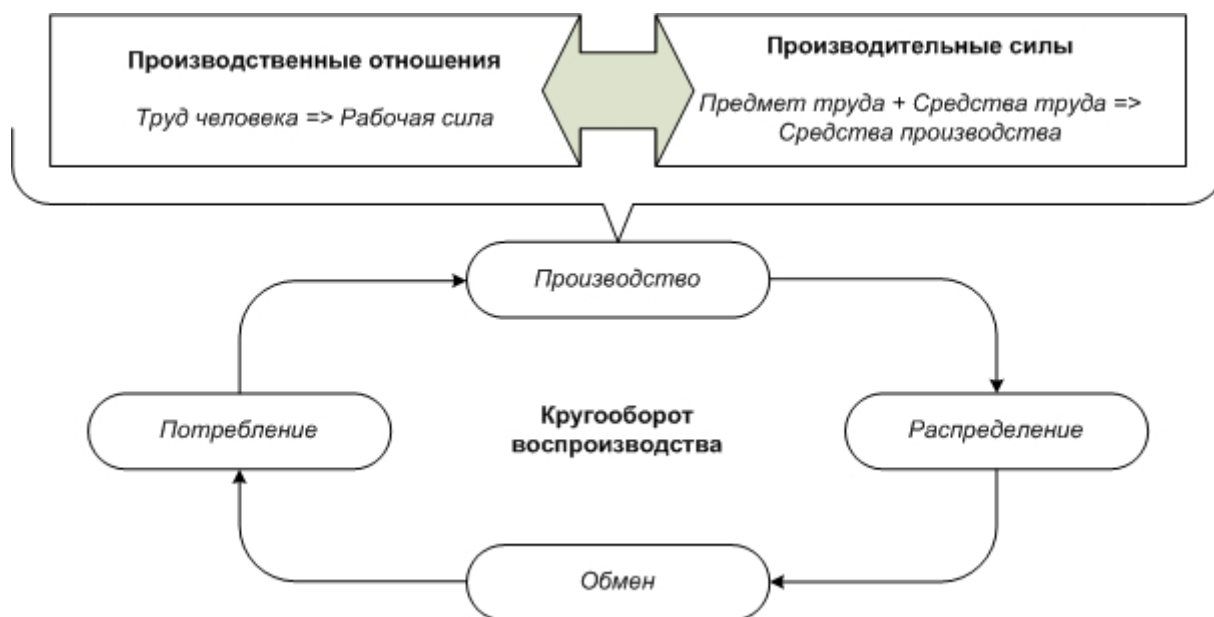 Производственные отношения
Труд человека => Рабочая сила
Производительные силы
Предмет труда + Средства труда =>
Средства производства
Производство
Потребление
Кругооборот
воспроизводства
Распределение
Обмен